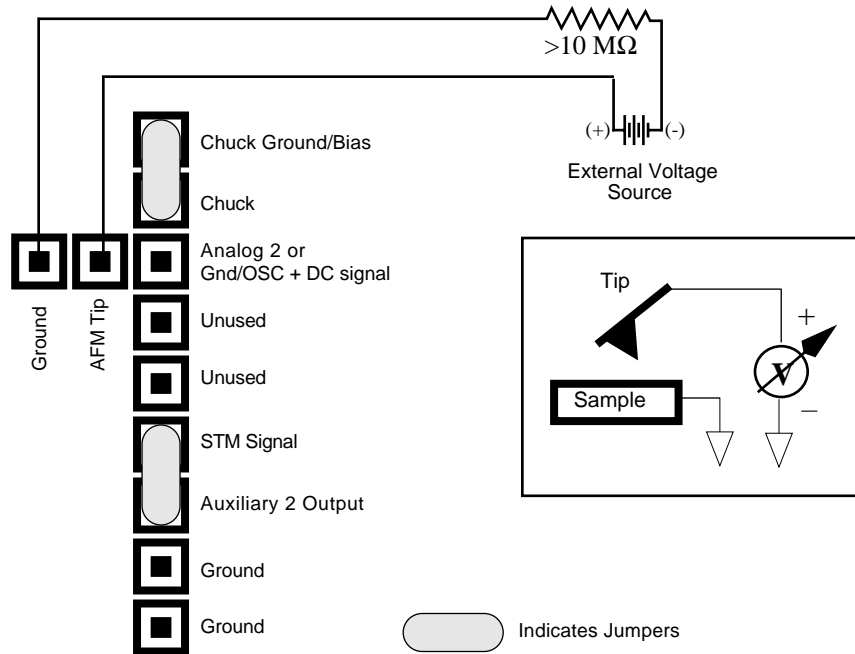 >10 MΩ
(+)
(-)
External Voltage
Source
Chuck Ground/Bias
Chuck
Analog 2 or
Gnd/OSC + DC signal
Unused
Unused
STM Signal
Auxiliary 2 Output
Ground
Ground
Ground
AFM Tip
Tip
Sample
+
V
−
Indicates Jumpers